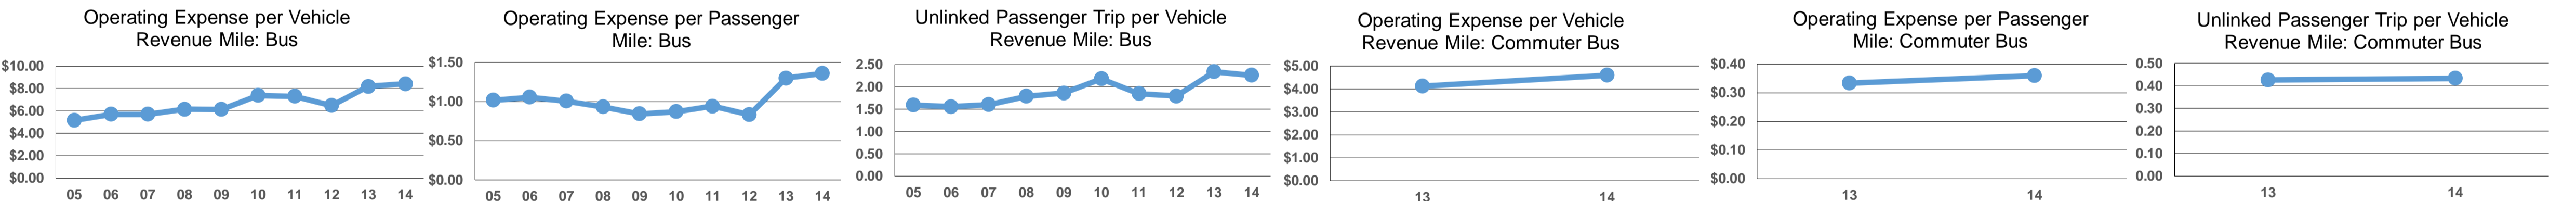 Operating Expense per Vehicle
Revenue Mile: Bus
$10.00
$8.00
$6.00
$4.00
$2.00
$0.00
05 06 07 08 09 10 11 12 13 14
Operating Expense per Passenger
Mile: Bus
$1.50
$1.00
$0.50
$0.00
05 06 07 08 09 10 11 12 13 14
Unlinked Passenger Trip per Vehicle
Revenue Mile: Bus
2.50
2.00
1.50
1.00
0.50
0.00
05 06 07 08 09 10 11 12 13 14
Operating Expense per Vehicle
Revenue Mile: Commuter Bus
$5.00
$4.00
$3.00
$2.00
$1.00
$0.00
13 14
Operating Expense per Passenger
Mile: Commuter Bus
$0.40
$0.30
$0.20
$0.10
$0.00
13 14
Unlinked Passenger Trip per Vehicle
Revenue Mile: Commuter Bus
0.50
0.40
0.30
0.20
0.10
0.00
13 14